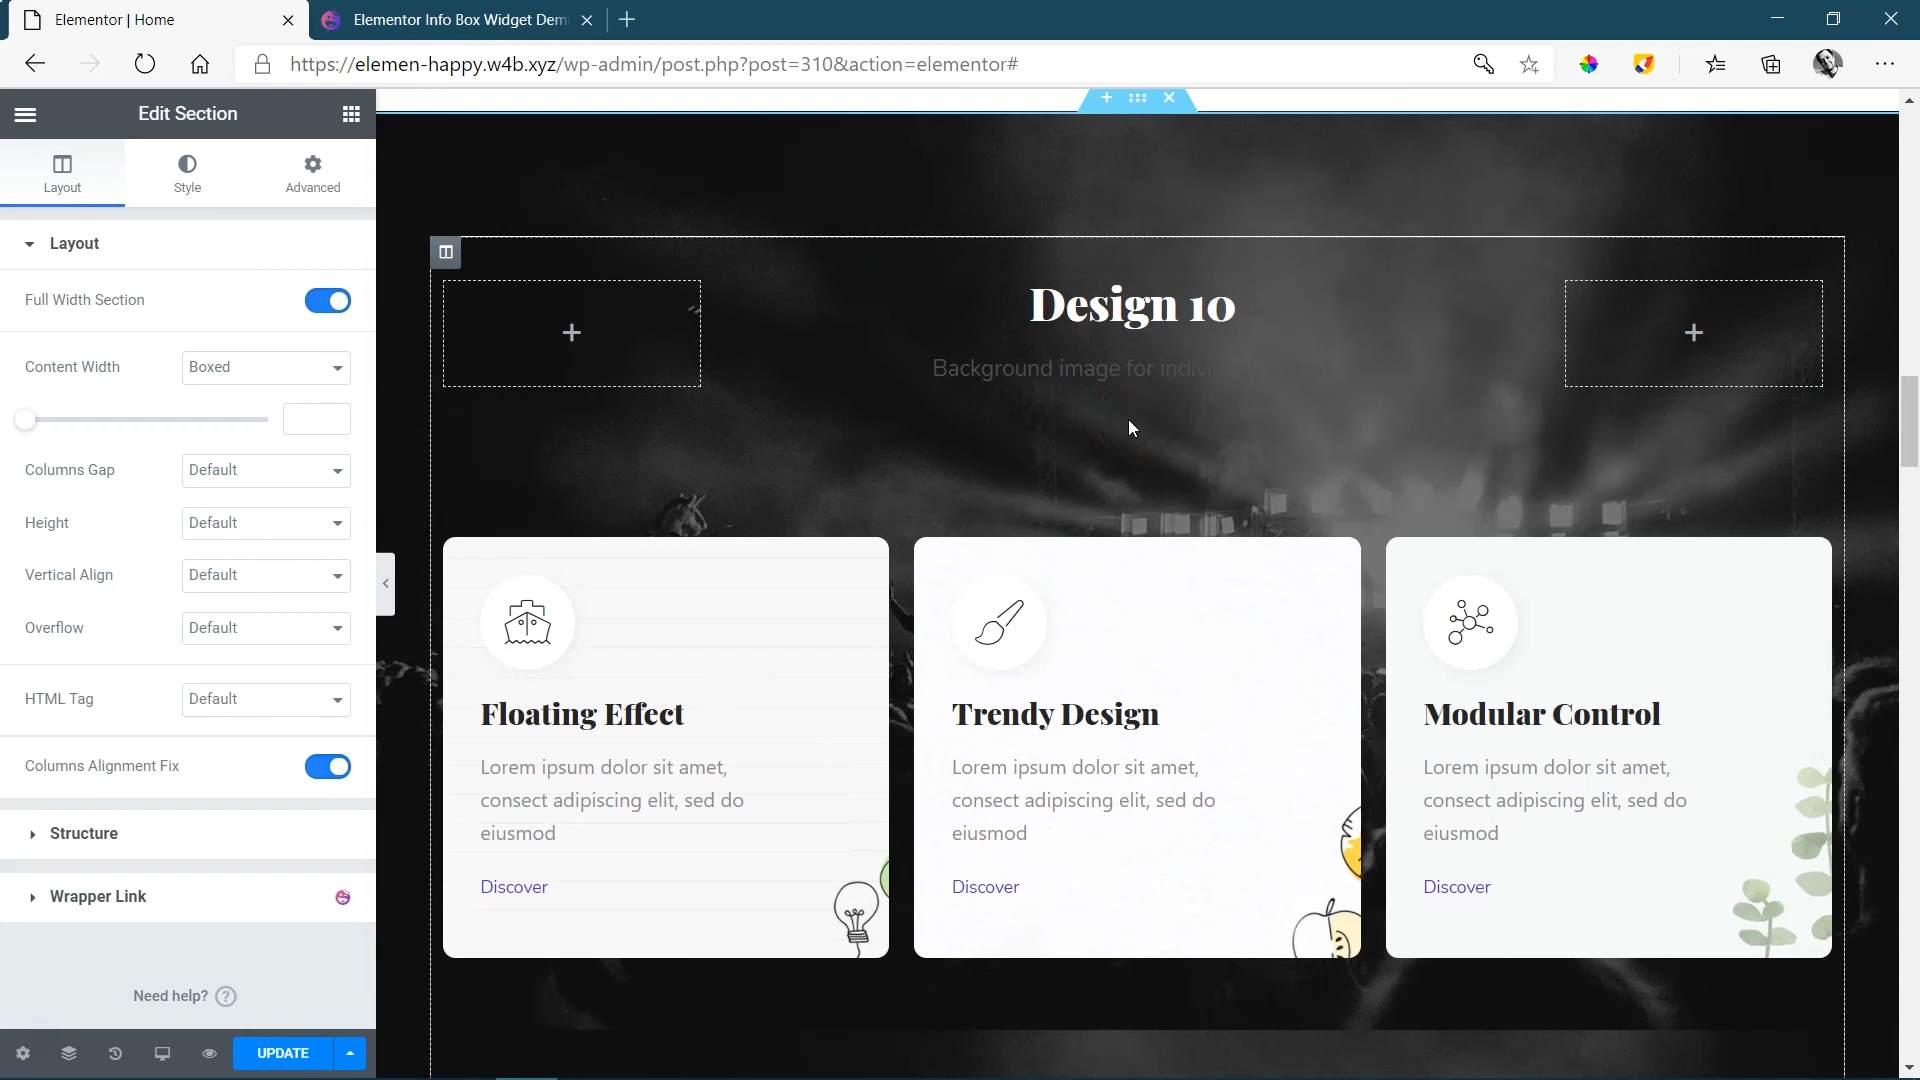 Elementor | Home
Elementor Info Box Widget Dem
https://elemen-happy.w4b.xyz/wp-admin/post.php?post=310&action=elementor#
Edit Section
Layout
Style
Advanced
Layout
Full Width Section
Content Width
Boxed
Columns Gap
Default
Height
Default
Vertical Align
Default
Overflow
Default
HTML Tag
Default
Columns Alignment Fix
Structure
Wrapper Link
Need help?
UPDATE
Design 10
Background image for
Floating Effect
Lorem ipsum dolor sit amet,
consect adipiscing elit, sed do
eiusmod
Discover
Trendy Design
Lorem ipsum dolor sit amet,
consect adipiscing elit, sed do
eiusmod
Discover
Modular Control
Lorem ipsum dolor sit amet,
consect adipiscing elit, sed do
eiusmod
Discover